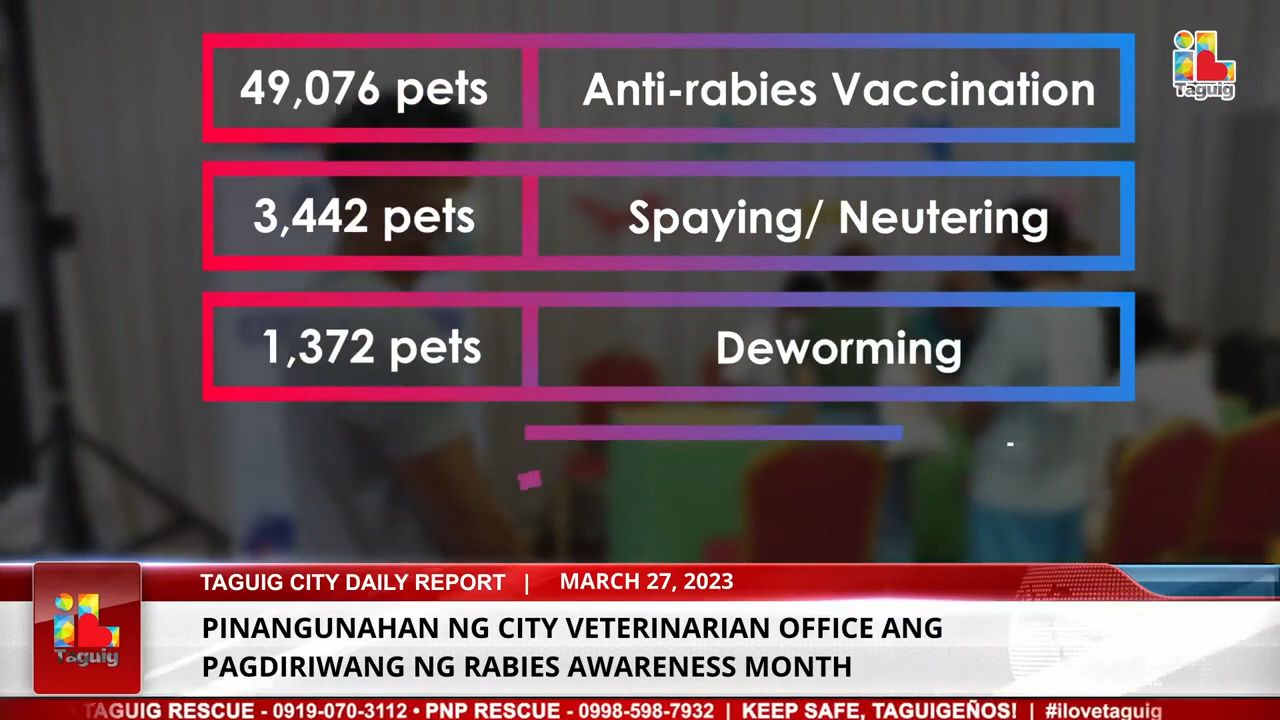 49,076 pets Anti-rabies Vaccination
3,442 pets Spaying/ Neutering
1,372 pets Deworming
iL
Taguig
TAGUIG CITY DAILY REPORT | MARCH 27, 2023
PINANGUNAHAN NG CITY VETERINARIAN OFFICE ANG
PAGDIRIWANG NG RABIES AWARENESS MONTH
iL
Taguig
TAGUIG RESCUE - 0919-070-3112 • PNP RESCUE - 0998-598-7932 | KEEP SAFE, TAGUIGEÑOS! | #ilovetaguig